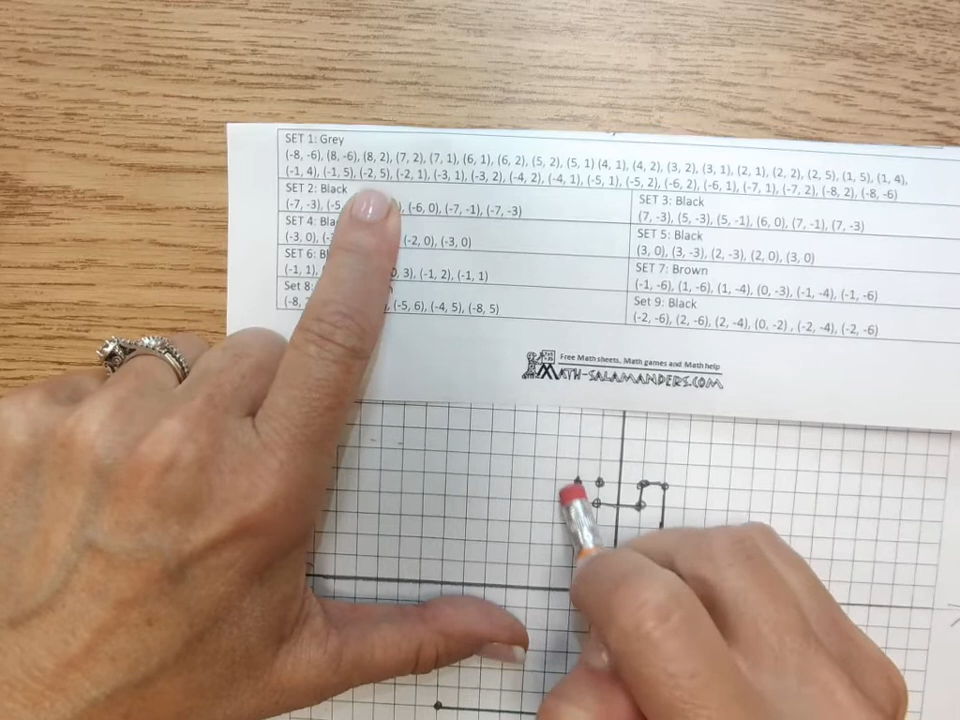 SET 1: Grey
(-8, -6), (8, -6), (8, 2), (7, 2), (7, 1), (6, 1), (6, 2), (5, 2), (5, 1) (4, 1), (4, 2), (3, 2), (3, 1), (2, 1), (2, 2), (2, 5), (1, 5), (1, 4),
(-1, 4), (-1, 5), (-2, 5), (-2, 1), (-3, 1), (-3, 2), (-4, 2), (-4, 1), (-5, 1), (-5, 2), (-6, 2), (-6, 1), (-7, 1), (-7, 2), (-8, 2), (-8, -6)
SET 2: Black
(-7, -3), (-5 ), (-6, 0), (-7, -1), (-7, -3)
SET 3: Black
(7, -3), (5, -3), (5, -1), (6, 0), (7, -1), (7, -3)
SET 4:
(-3, 0), (-2, 0), (-3, 0)
SET 5: Black
(3, 0), (3, -3), (2, -3), (2, 0), (3, 0)
SET 6:
(-1, 1), 3), (-1, 2), (-1, 1)
SET 7: Brown
(-1, -6), (1, -6), (1, -4), (0, -3), (-1, -4), (-1, -6)
Set 8:
(-8, (-5, 6), (-4, 5), (-8, 5)
Set 9: Black
(-2, -6), (2, -6), (2, -4), (0, -2) , (-2, -4), (-2, -6)
Free Math sheets, Math games and Math help
MATH-SALAMANDERS.COM